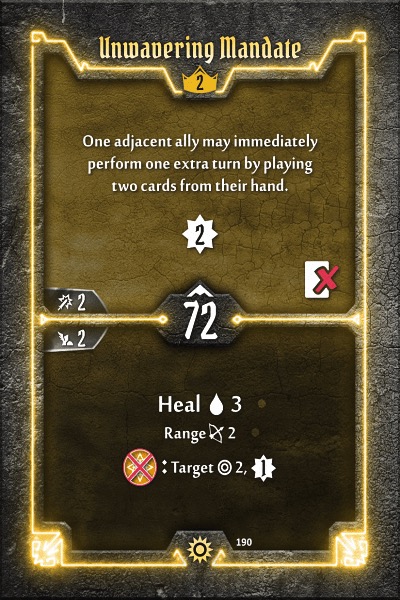 Unwavering Mandate
2
One adjacent ally may immediately
perform one extra turn by playing
two cards from their hand.
2
2
72
2
Heal 3
Range 2
: Target 2, 1
190